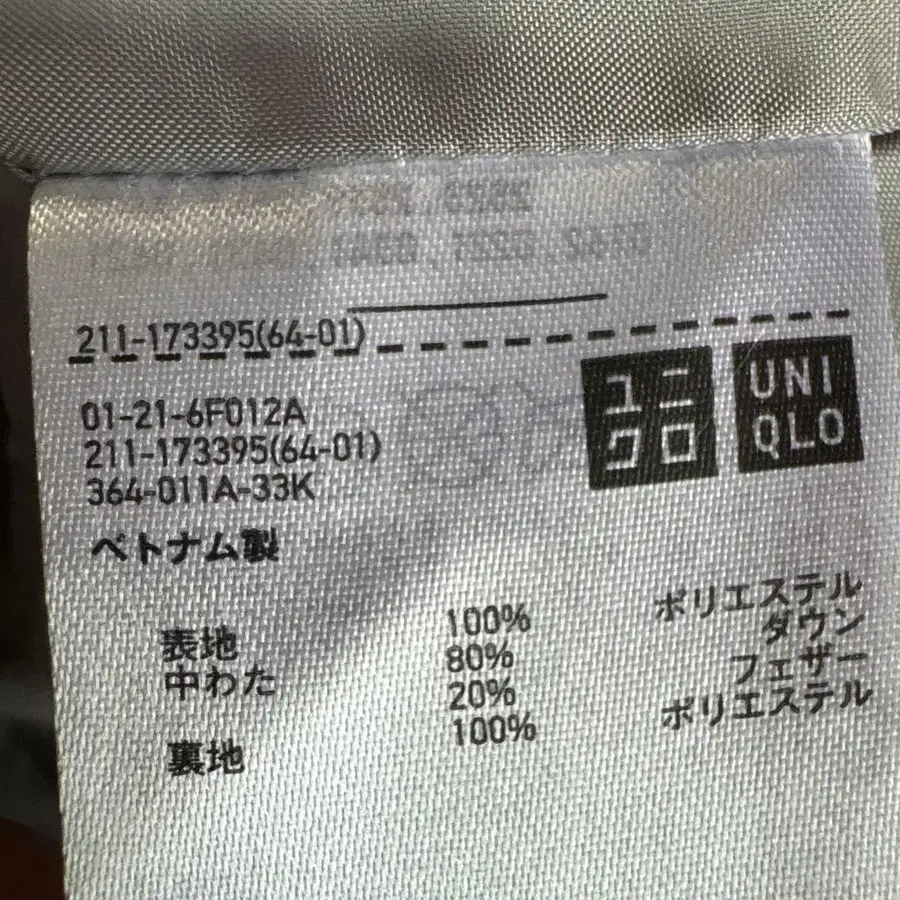 211-173395(64-01)
ユニ
クロ
UNI
QLO
01-21-6F012A
211-173395(64-01)
364-011A-33K
ベトナム製
表地 100% ポリエステル
中わた 80% ダウン
20% フェザー
裏地 100% ポリエステル